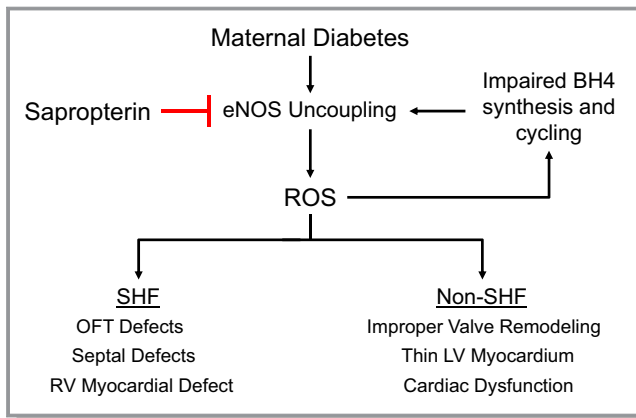 Maternal Diabetes
Sapropterin
eNOS Uncoupling
Impaired BH4
synthesis and
cycling
ROS
SHF
OFT Defects
Septal Defects
RV Myocardial Defect
Non-SHF
Improper Valve Remodeling
Thin LV Myocardium
Cardiac Dysfunction